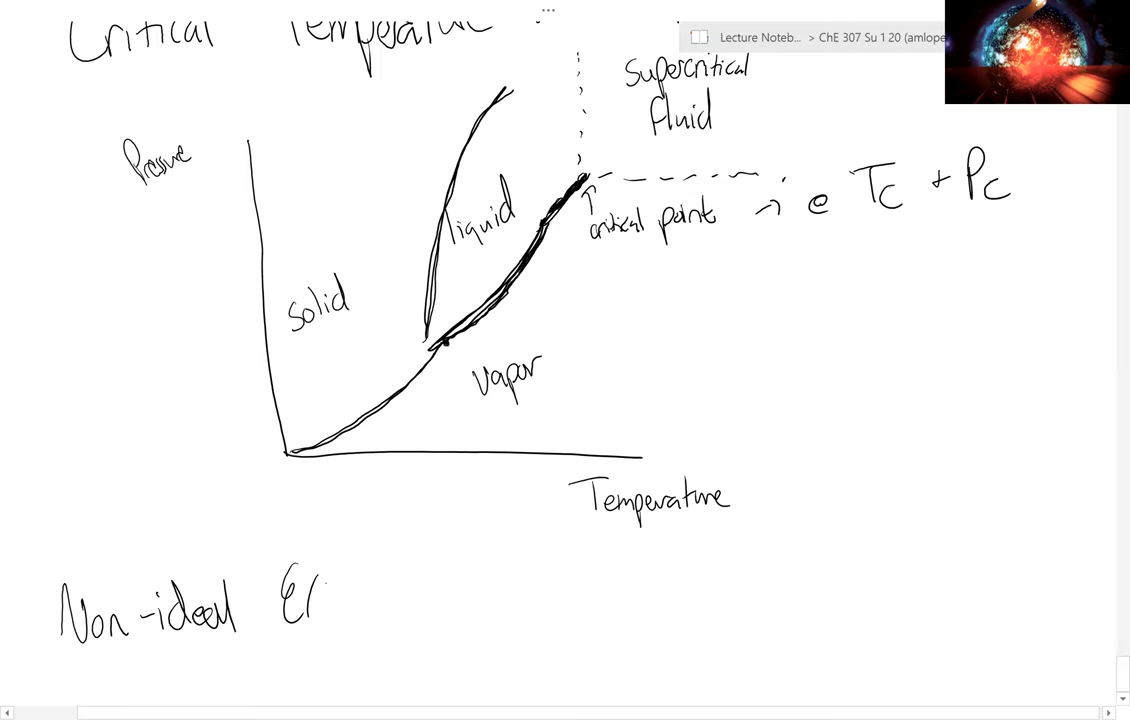 Critical Temperature
Lecture Noteb... > ChE 307 Su 1 20 (amlope
Supercritical
fluid
Pressure
liquid
critical point → @ Tc + Pc
solid
vapor
Temperature
Non-ideal